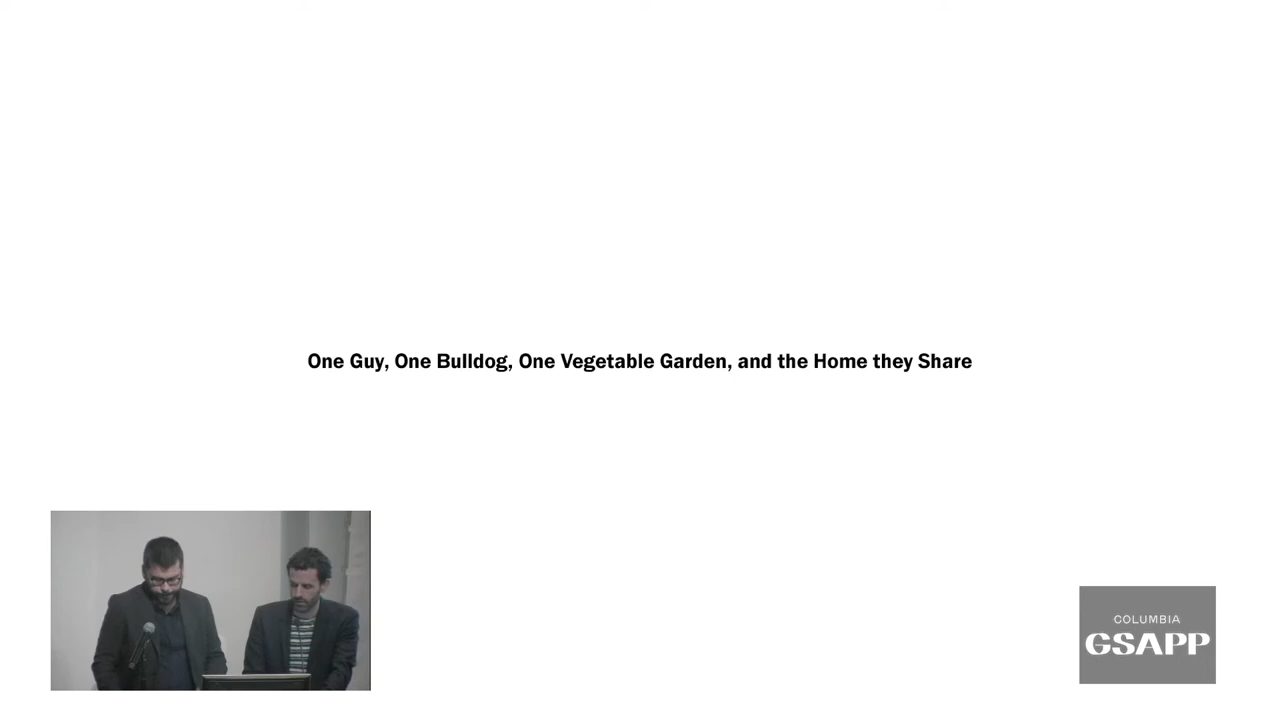 One Guy, One Bulldog, One Vegetable Garden, and the Home they Share
COLUMBIA
GSAPP